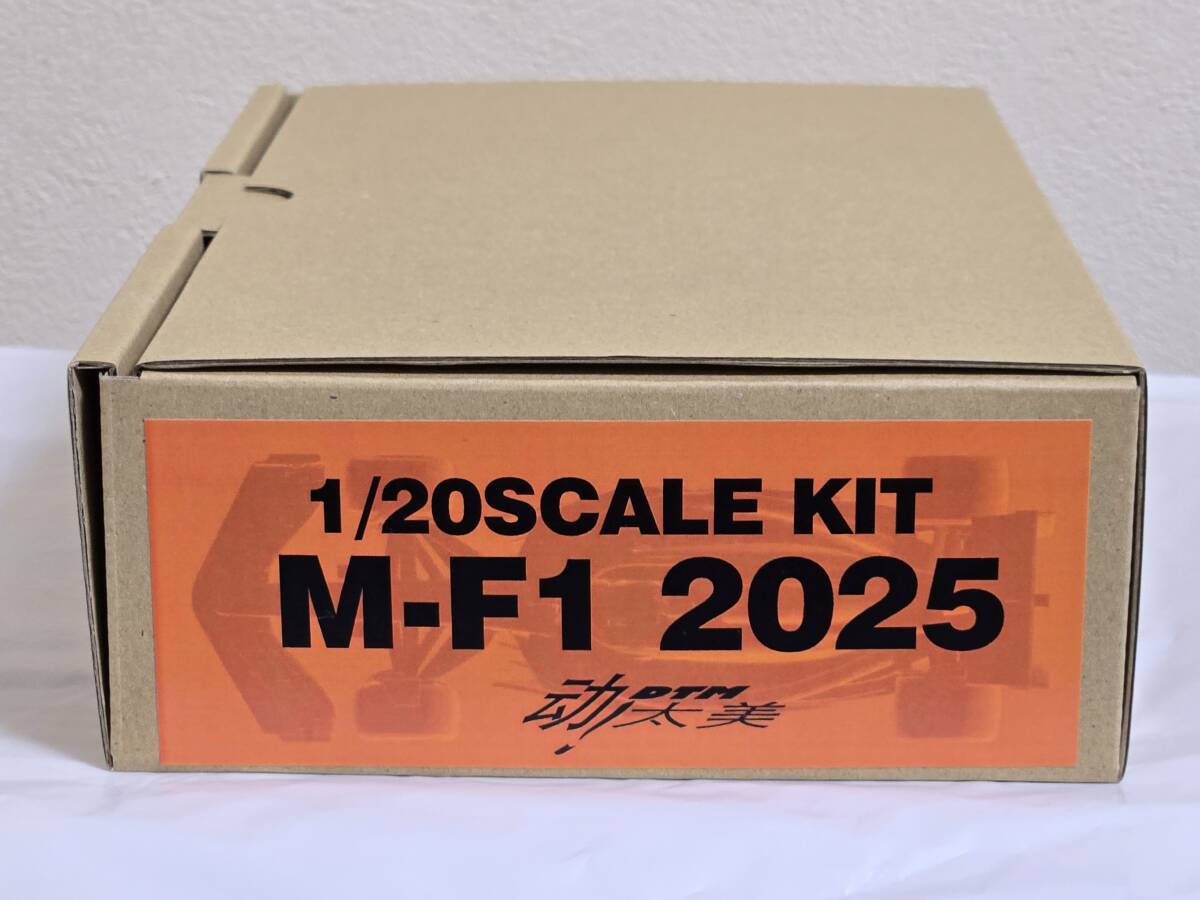 1/20SCALE KIT
M-F1 2025
动太美 DTM